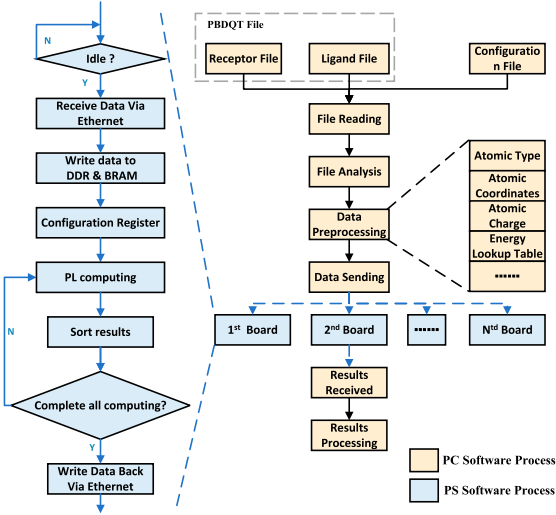 N
Idle ?
Y
Receive Data Via
Ethernet
Write data to
DDR & BRAM
Configuration Register
PL computing
N
Sort results
Complete all computing?
Y
Write Data Back
Via Ethernet
PBDQT File
Receptor File
Ligand File
Configuratio
n File
File Reading
File Analysis
Data
Preprocessing
Data Sending
Atomic Type
Atomic
Coordinates
Atomic
Charge
Energy
Lookup Table
······
1st Board
2nd Board
······
Ntd Board
Results
Received
Results
Processing
PC Software Process
PS Software Process